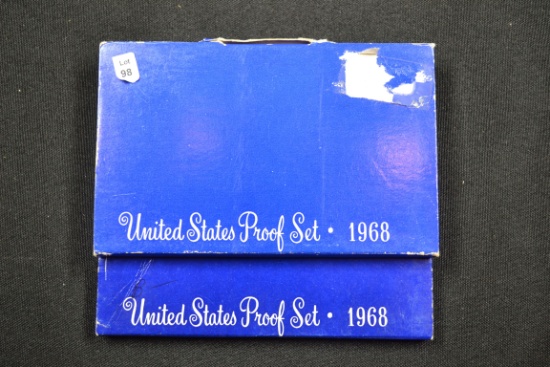 Lot
98
United States Proof Set • 1968
United States Proof Set • 1968